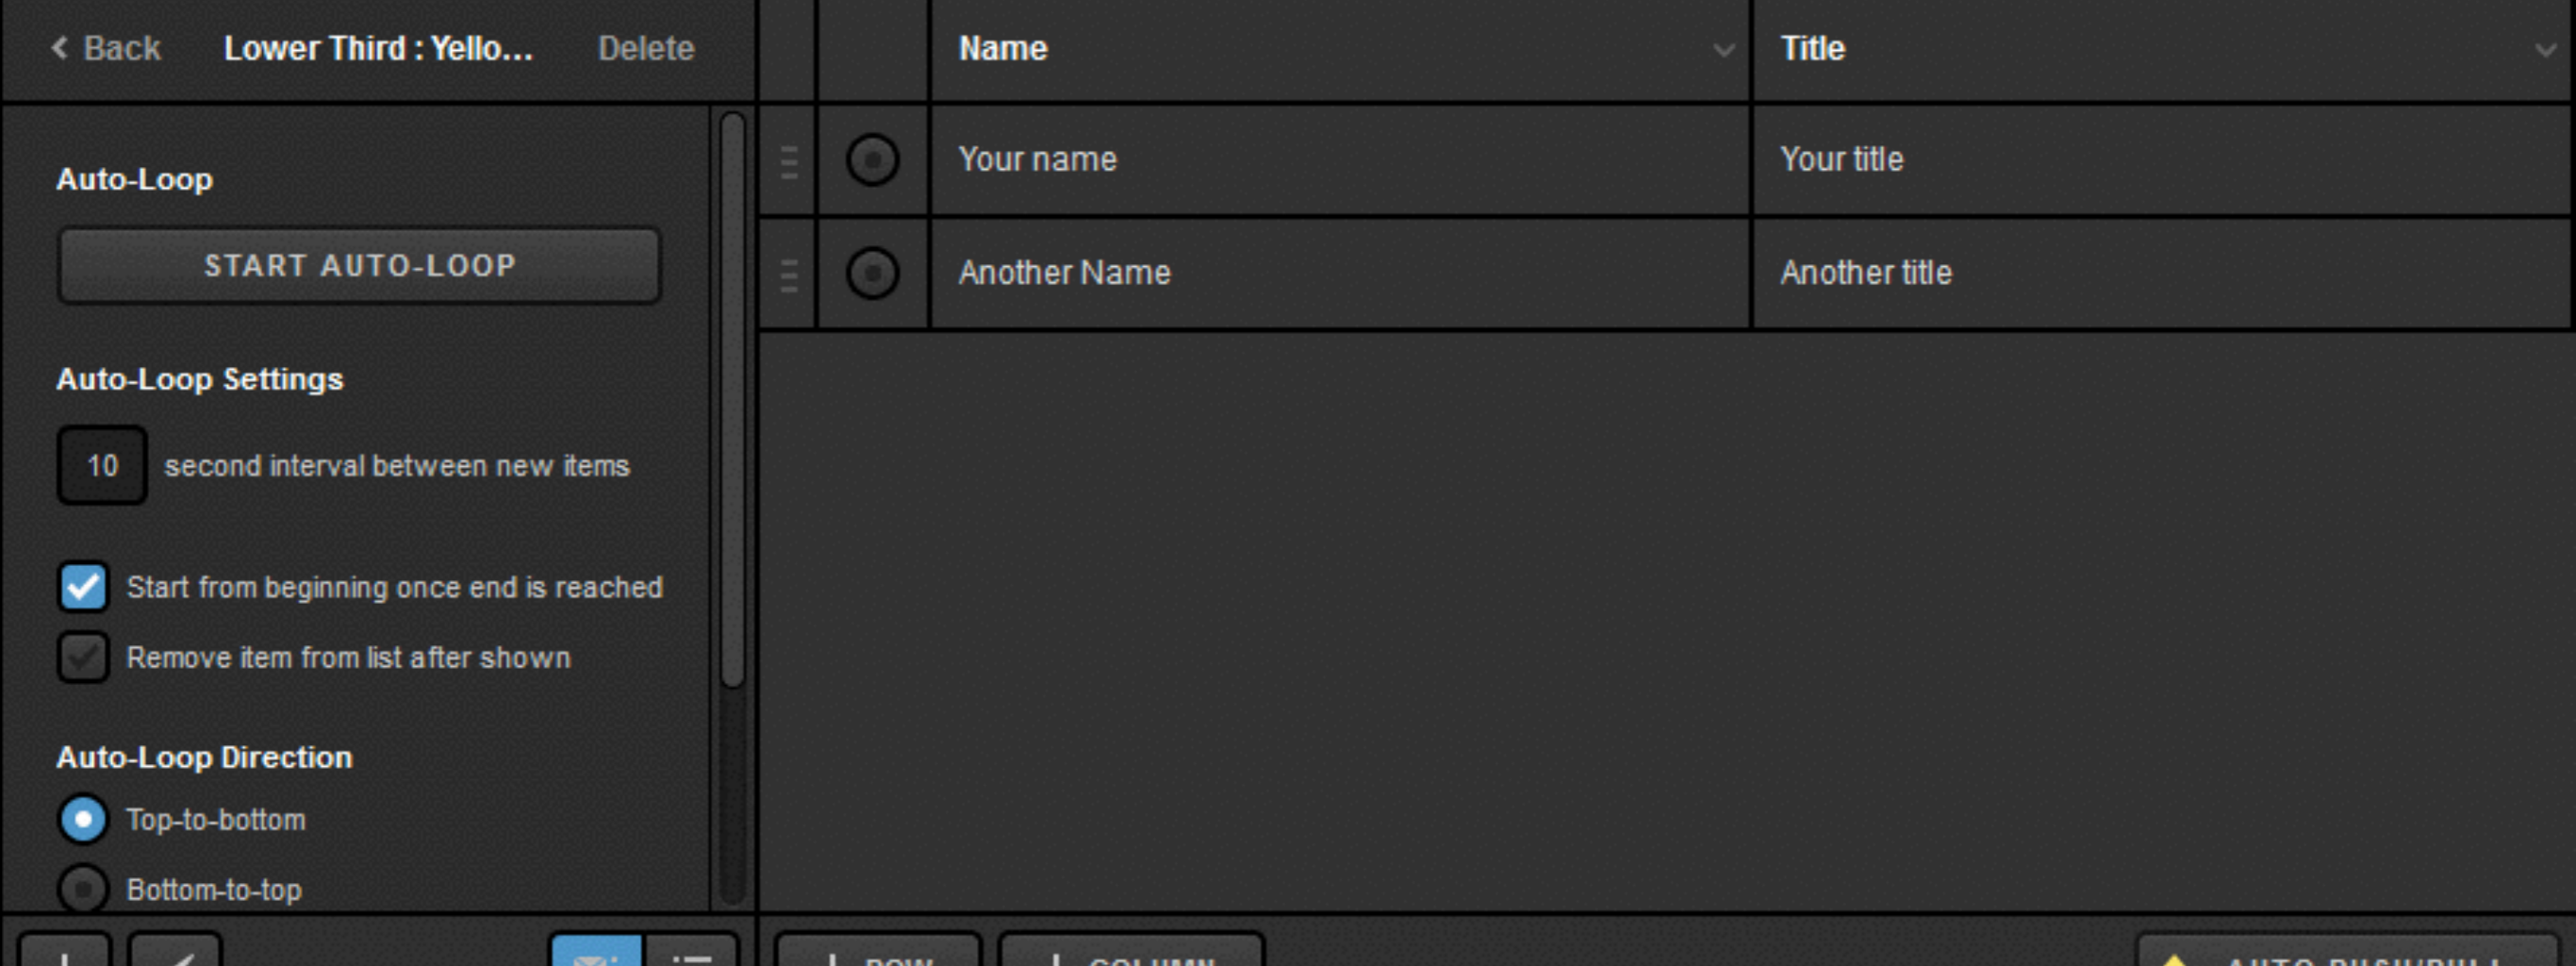 Back
Lower Third : Yello...
Delete
Name
Title
Auto-Loop
START AUTO-LOOP
Auto-Loop Settings
10 second interval between new items
Start from beginning once end is reached
Remove item from list after shown
Auto-Loop Direction
Top-to-bottom
Bottom-to-top
Your name
Your title
Another Name
Another title
ROW
COLUMN